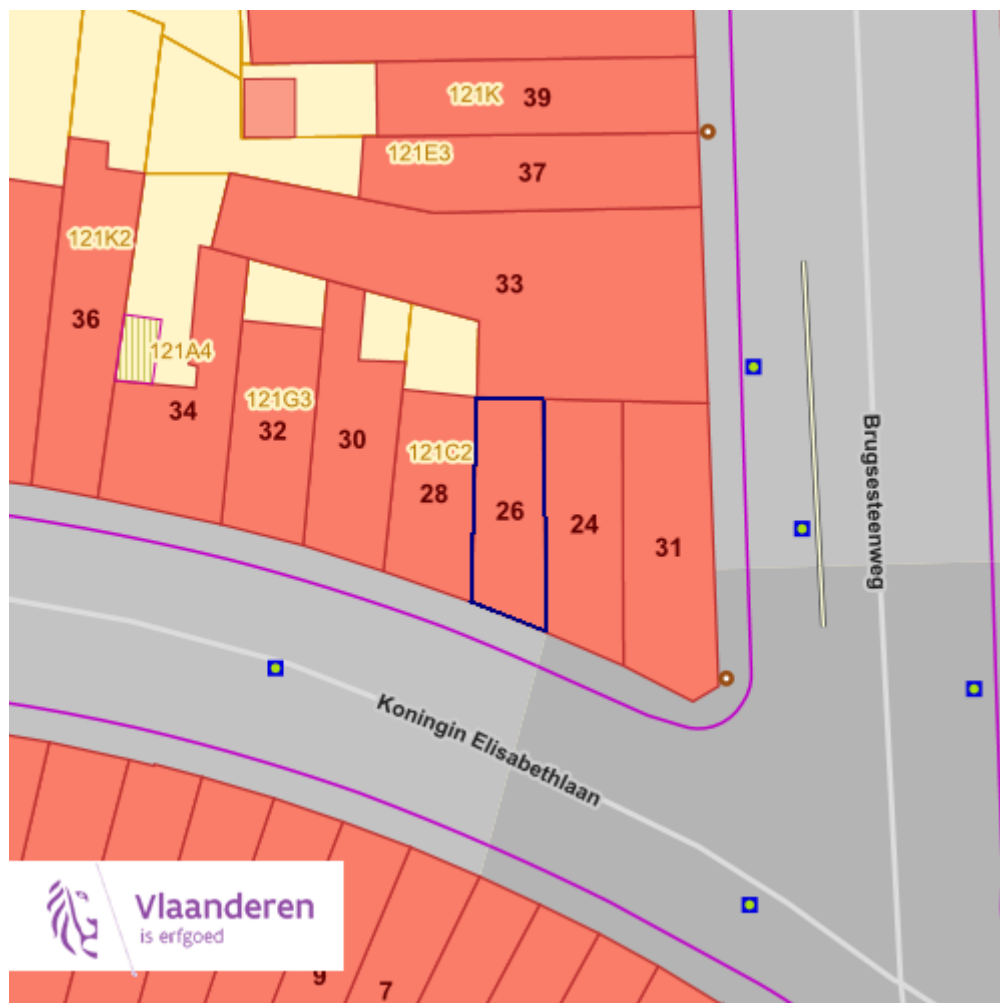 121K 39
121E3
37
121K2
33
36
121A4
34
121G3
32
30
121C2
28
26
24
31
Brugsesteenweg
Koningin Elisabethlaan
Vlaanderen
is erfgoed
9
7